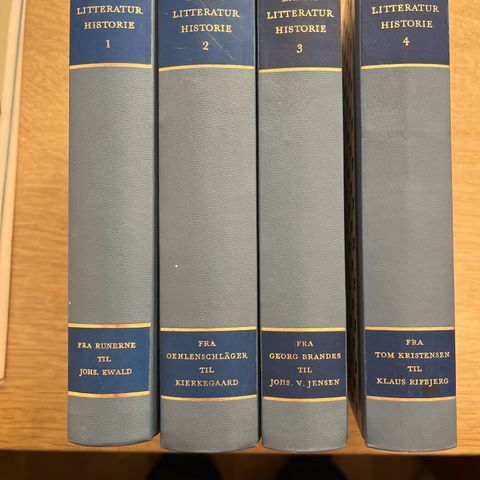 LITTERATUR
HISTORIE
1
FRA RUNERNE
TIL
JOHS. EWALD
LITTERATUR
HISTORIE
2
FRA
OEHLENSCHLÄGER
TIL
KIERKEGAARD
LITTERATUR
HISTORIE
3
FRA
GEORG BRANDES
TIL
JOHS. V. JENSEN
LITTERATUR
HISTORIE
4
FRA
TOM KRISTENSEN
TIL
KLAUS RIFBJERG